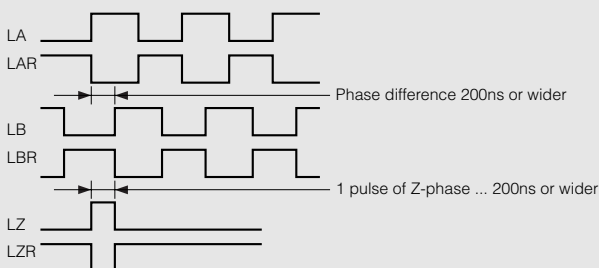 LA
LAR
Phase difference 200ns or wider
LB
LBR
1 pulse of Z-phase ... 200ns or wider
LZ
LZR